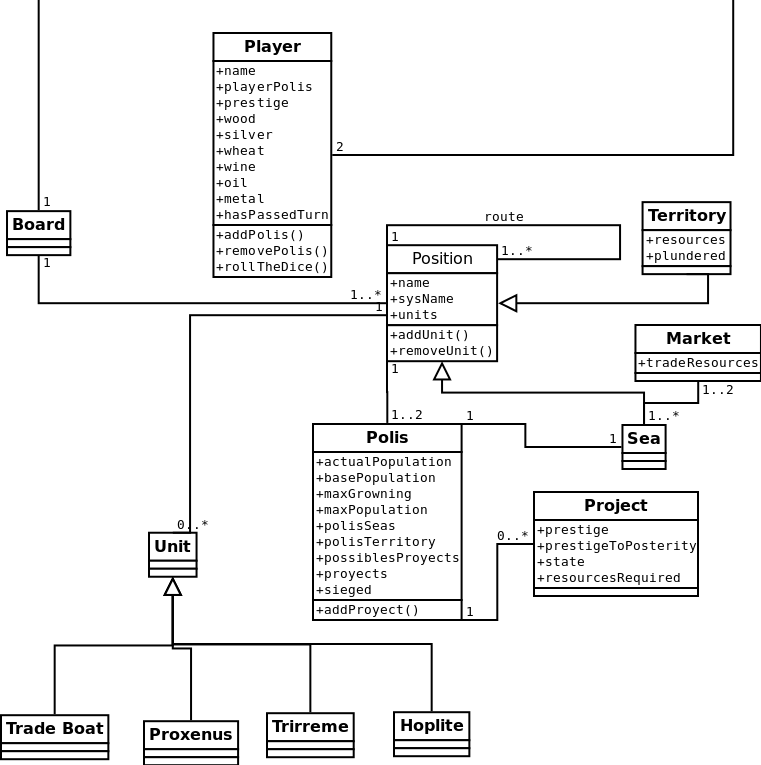 Player
+name
+playerPolis
+prestige
+wood
+silver
+wheat
+wine
+oil
+metal
+hasPassedTurn
+addPolis()
+removePolis()
+rollTheDice()
2
1
Board
1
route
1
1..*
Position
+name
+sysName
+units
+addUnit()
+removeUnit()
1..*
1
1
Territory
+resources
+plundered
Market
+tradeResources
1..2
1..*
1..2
1
1
Sea
Polis
+actualPopulation
+basePopulation
+maxGrowning
+maxPopulation
+polisSeas
+polisTerritory
+possiblesProyects
+proyects
+sieged
+addProyect()
1
0..*
Project
+prestige
+prestigeToPosterity
+state
+resourcesRequired
0..*
Unit
Trade Boat
Proxenus
Trirreme
Hoplite